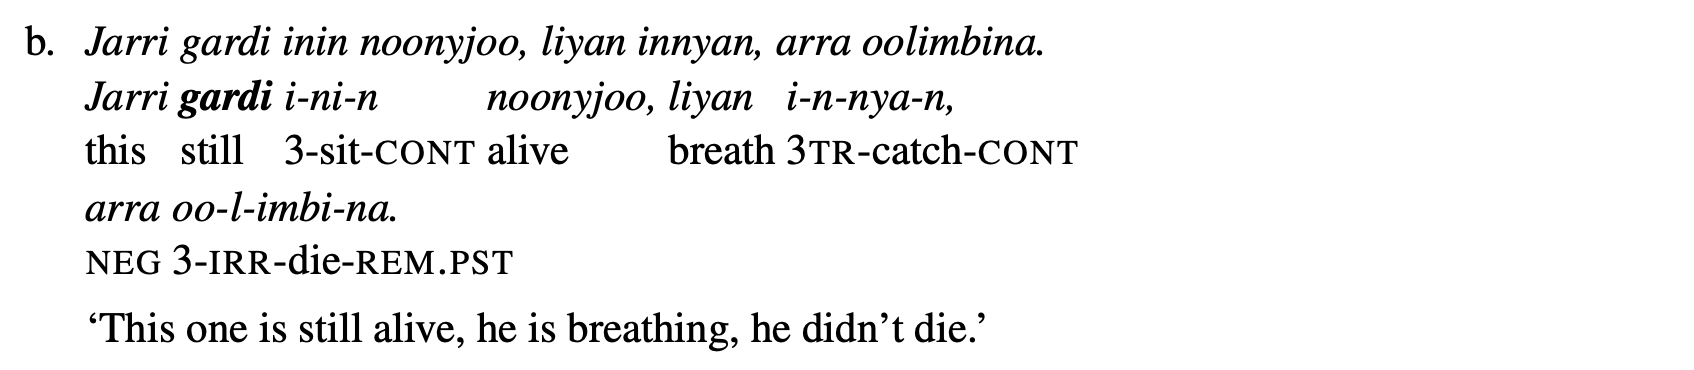 b. Jarri gardi inin noonyjoo, liyan innyan, arra oolimbina.
Jarri gardi i-ni-n noonyjoo, liyan i-n-nya-n,
this still 3-sit-CONT alive breath 3TR-catch-CONT
arra oo-l-imbi-na.
NEG 3-IRR-die-REM.PST
‘This one is still alive, he is breathing, he didn’t die.’